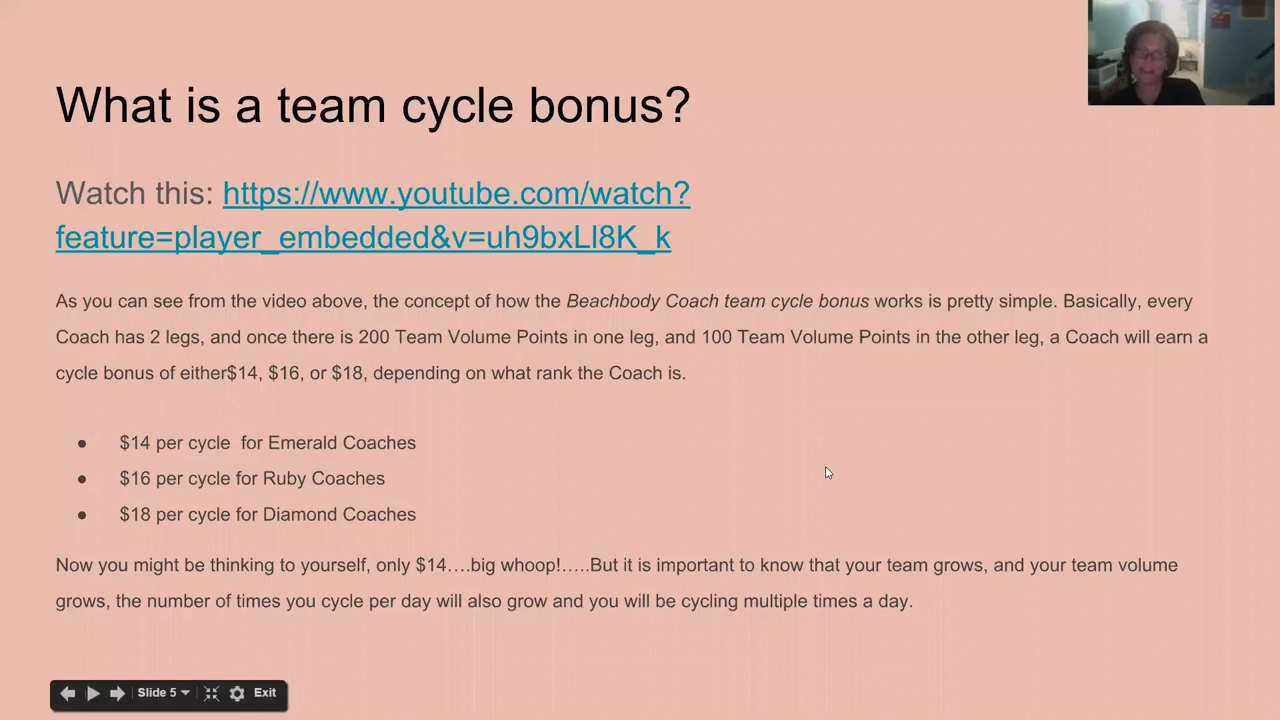 What is a team cycle bonus?
Watch this: https://www.youtube.com/watch?
feature=player_embedded&v=uh9bxLl8K_k
As you can see from the video above, the concept of how the Beachbody Coach team cycle bonus works is pretty simple. Basically, every
Coach has 2 legs, and once there is 200 Team Volume Points in one leg, and 100 Team Volume Points in the other leg, a Coach will earn a
cycle bonus of either$14, $16, or $18, depending on what rank the Coach is.
● $14 per cycle  for Emerald Coaches
● $16 per cycle for Ruby Coaches
● $18 per cycle for Diamond Coaches
Now you might be thinking to yourself, only $14….big whoop!…..But it is important to know that your team grows, and your team volume
grows, the number of times you cycle per day will also grow and you will be cycling multiple times a day.
Slide 5 Exit